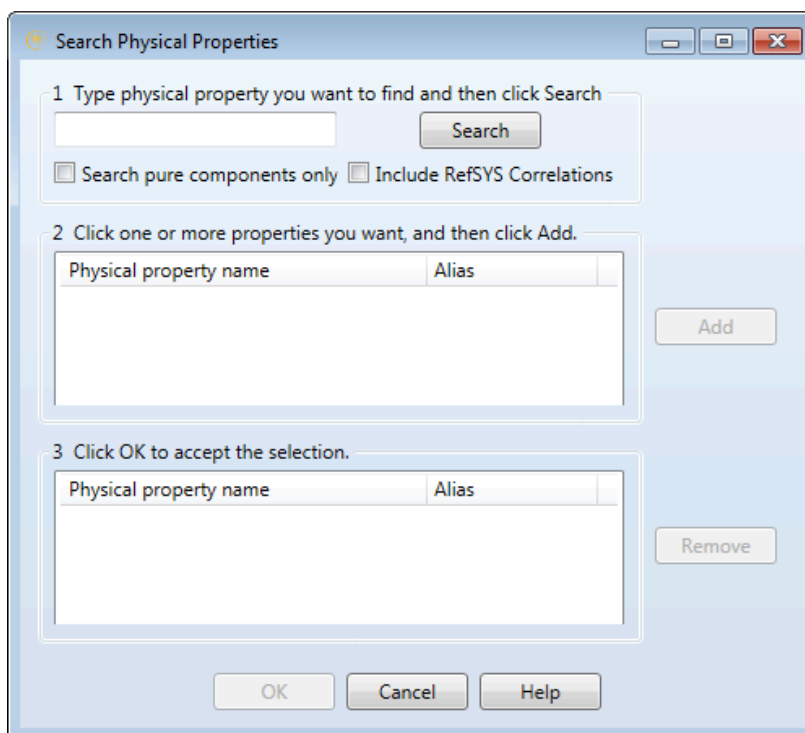 Search Physical Properties
1 Type physical property you want to find and then click Search
Search
Search pure components only Include RefSYS Correlations
2 Click one or more properties you want, and then click Add.
Physical property name Alias
Add
3 Click OK to accept the selection.
Physical property name Alias
Remove
OK Cancel Help